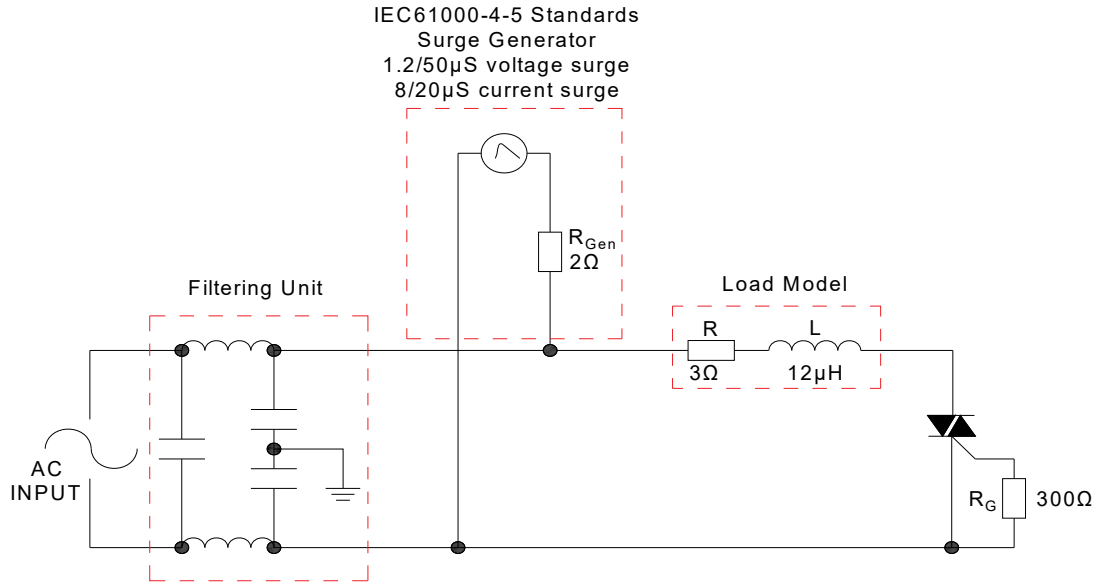 IEC61000-4-5 Standards
Surge Generator
1.2/50μS voltage surge
8/20μS current surge
RGen
2Ω
Filtering Unit
Load Model
R
L
3Ω
12μH
AC
INPUT
RG
300Ω